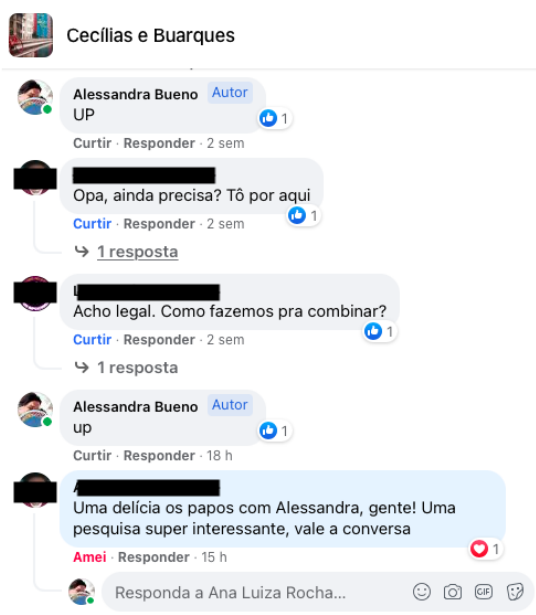 Cecílias e Buarques
Alessandra Bueno Autor
UP
1
Curtir · Responder · 2 sem
Opa, ainda precisa? Tô por aqui
1
Curtir · Responder · 2 sem
1 resposta
Acho legal. Como fazemos pra combinar?
1
Curtir · Responder · 2 sem
1 resposta
Alessandra Bueno Autor
up
1
Curtir · Responder · 18 h
Uma delícia os papos com Alessandra, gente! Uma
pesquisa super interessante, vale a conversa
1
Amei · Responder · 15 h
Responda a Ana Luiza Rocha...
GIF